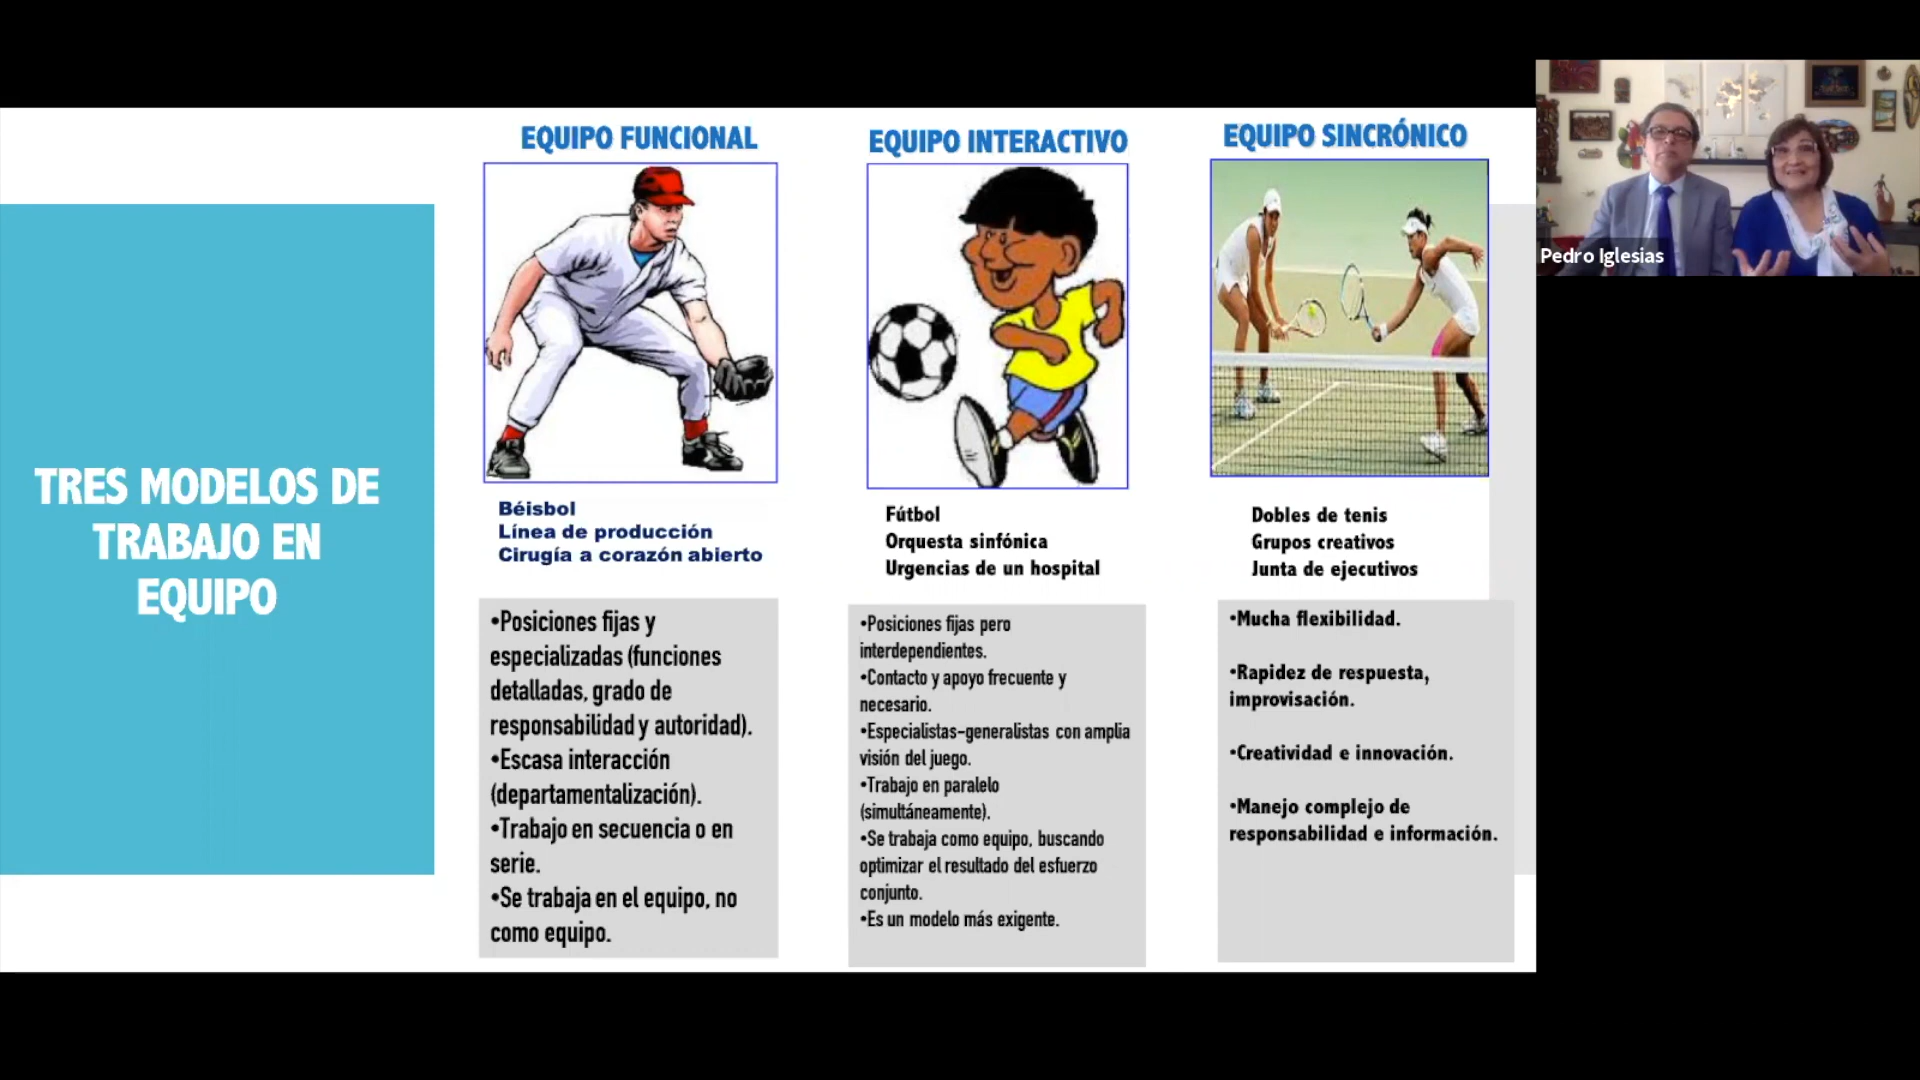 TRES MODELOS DE
TRABAJO EN
EQUIPO
EQUIPO FUNCIONAL
Béisbol
Línea de producción
Cirugía a corazón abierto
•Posiciones fijas y
especializadas (funciones
detalladas, grado de
responsabilidad y autoridad).
•Escasa interacción
(departamentalización).
•Trabajo en secuencia o en
serie.
•Se trabaja en el equipo, no
como equipo.
EQUIPO INTERACTIVO
Fútbol
Orquesta sinfónica
Urgencias de un hospital
•Posiciones fijas pero
interdependientes.
•Contacto y apoyo frecuente y
necesario.
•Especialistas-generalistas con amplia
visión del juego.
•Trabajo en paralelo
(simultáneamente).
•Se trabaja como equipo, buscando
optimizar el resultado del esfuerzo
conjunto.
•Es un modelo más exigente.
EQUIPO SINCRÓNICO
Dobles de tenis
Grupos creativos
Junta de ejecutivos
•Mucha flexibilidad.
•Rapidez de respuesta,
improvisación.
•Creatividad e innovación.
•Manejo complejo de
responsabilidad e información.
Pedro Iglesias